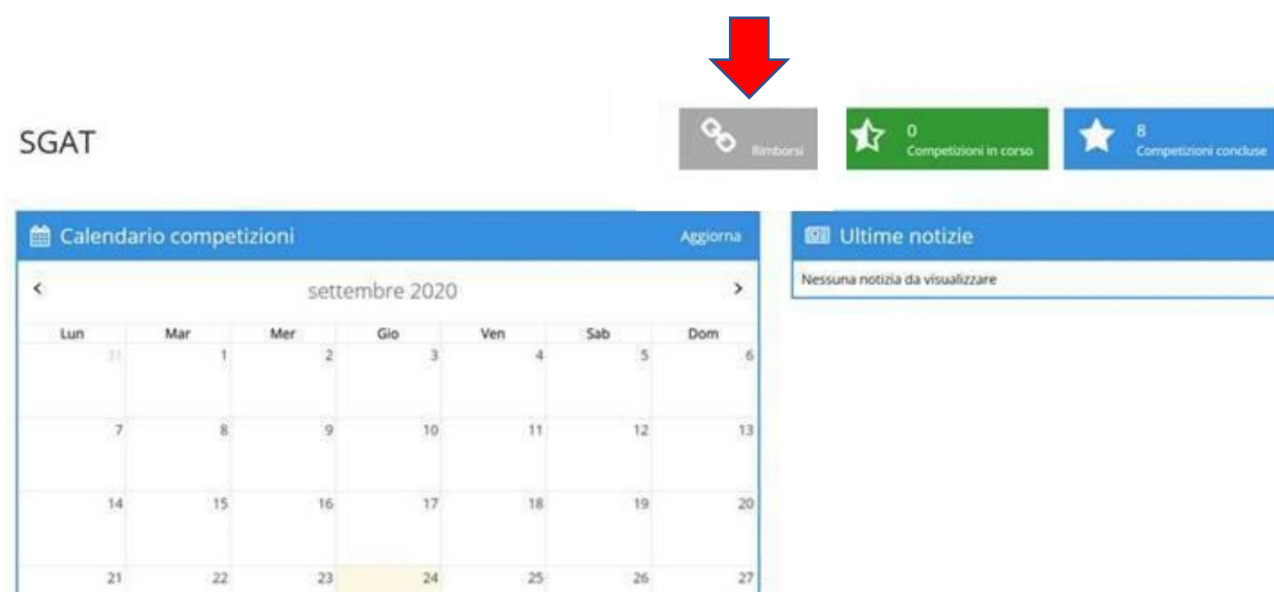 SGAT
Rimborsi
0
Competizioni in corso
8
Competizioni concluse
Calendario competizioni
Aggiorna
settembre 2020
Lun Mar Mer Gio Ven Sab Dom
31 1 2 3 4 5 6
7 8 9 10 11 12 13
14 15 16 17 18 19 20
21 22 23 24 25 26 27
Ultime notizie
Nessuna notizia da visualizzare